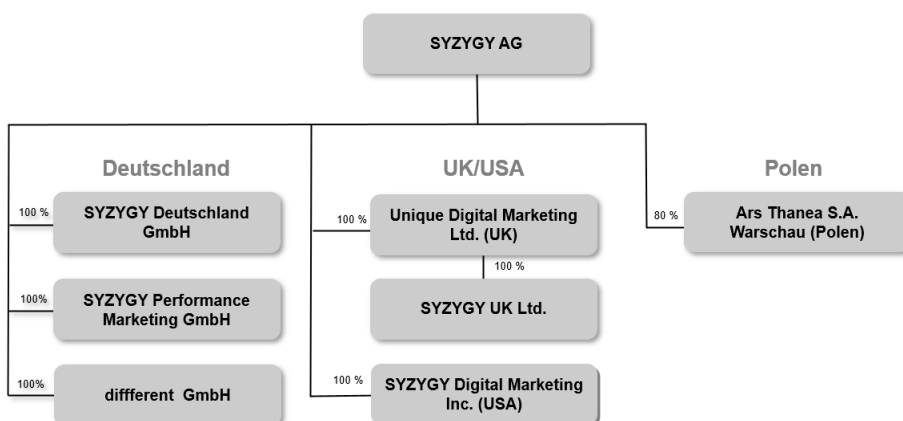 SYZYGY AG
Deutschland
100 %
SYZYGY Deutschland
GmbH
100%
SYZYGY Performance
Marketing GmbH
100%
diffferent GmbH
UK/USA
100 %
Unique Digital Marketing
Ltd. (UK)
100 %
SYZYGY UK Ltd.
100 %
SYZYGY Digital Marketing
Inc. (USA)
Polen
80 %
Ars Thanea S.A.
Warschau (Polen)